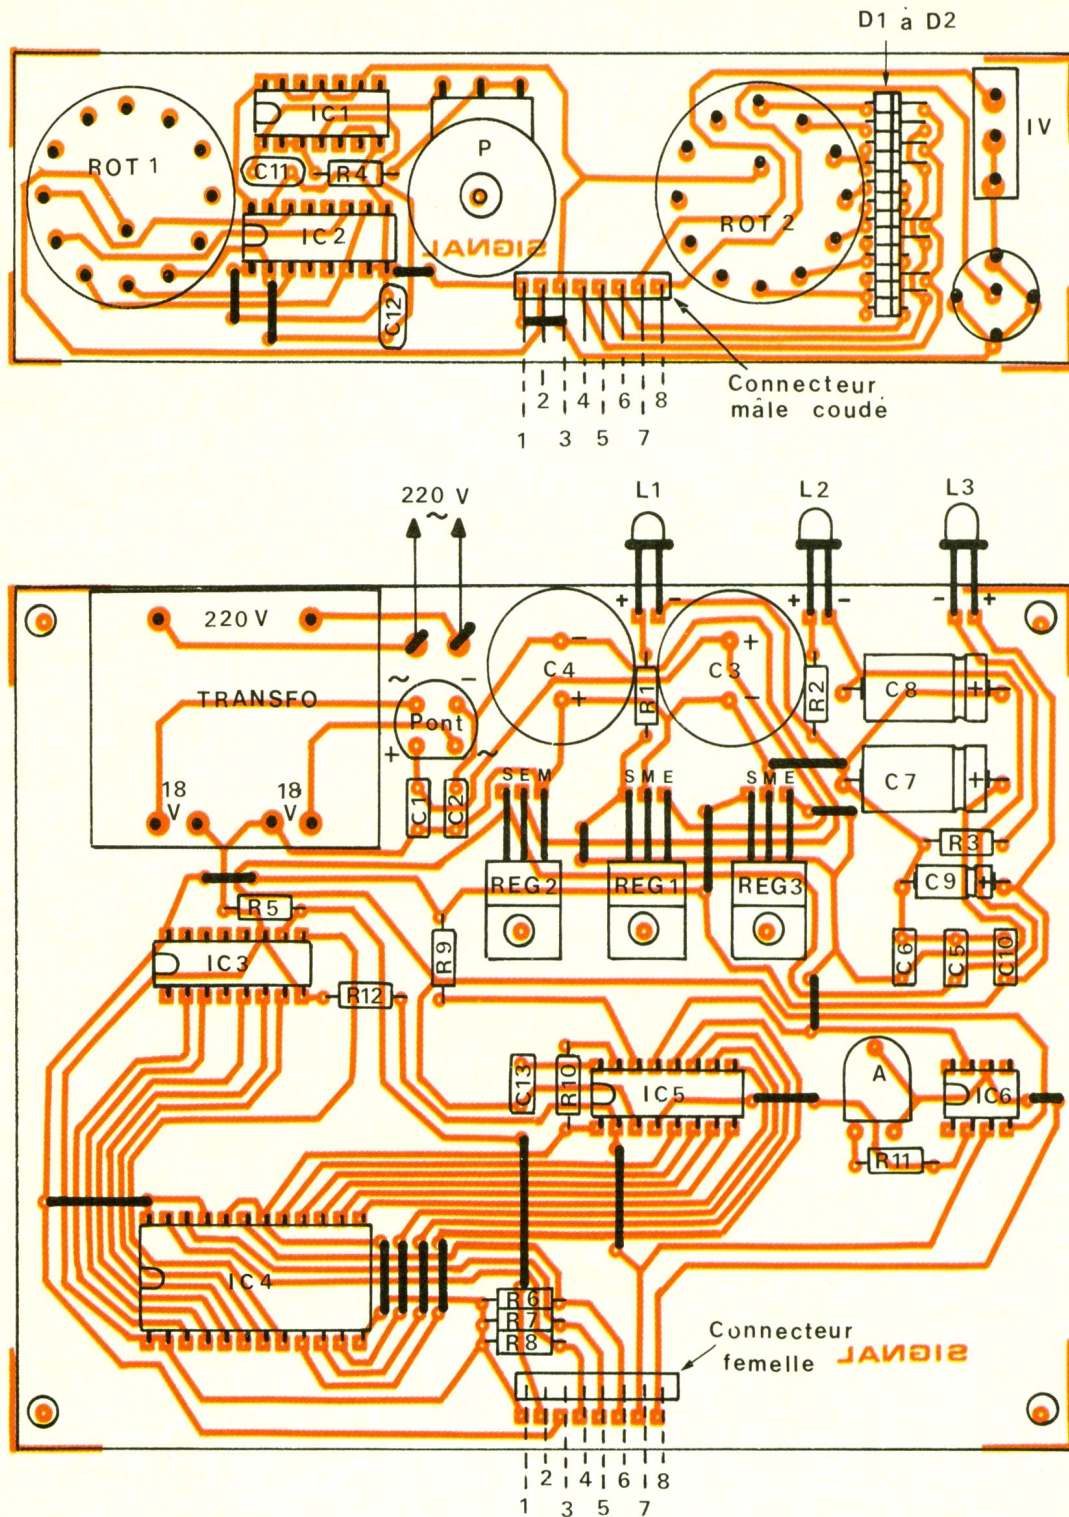 D1 à D2
IC1
IV
ROT 1
P
C11
R4
ROT 2
IC2
SIGNAL
C12
Connecteur
mâle coudé
2 4 6 8
1 3 5 7
220 V
~
L1
L2
L3
+ -
+ -
- +
220 V
TRANSFO
18 V
18 V
~ -
Pont
+ ~
C4
- +
R1
C3
+ -
R2
C8
+
C7
+
C1
C2
S E M
S M E
S M E
REG2
REG1
REG3
R3
C9
+
R5
R9
C6
C5
C10
IC3
R12
C13
R10
IC5
A
IC6
R11
IC4
R6
R7
R8
Connecteur
femelle
SIGNAL
2 4 6 8
1 3 5 7